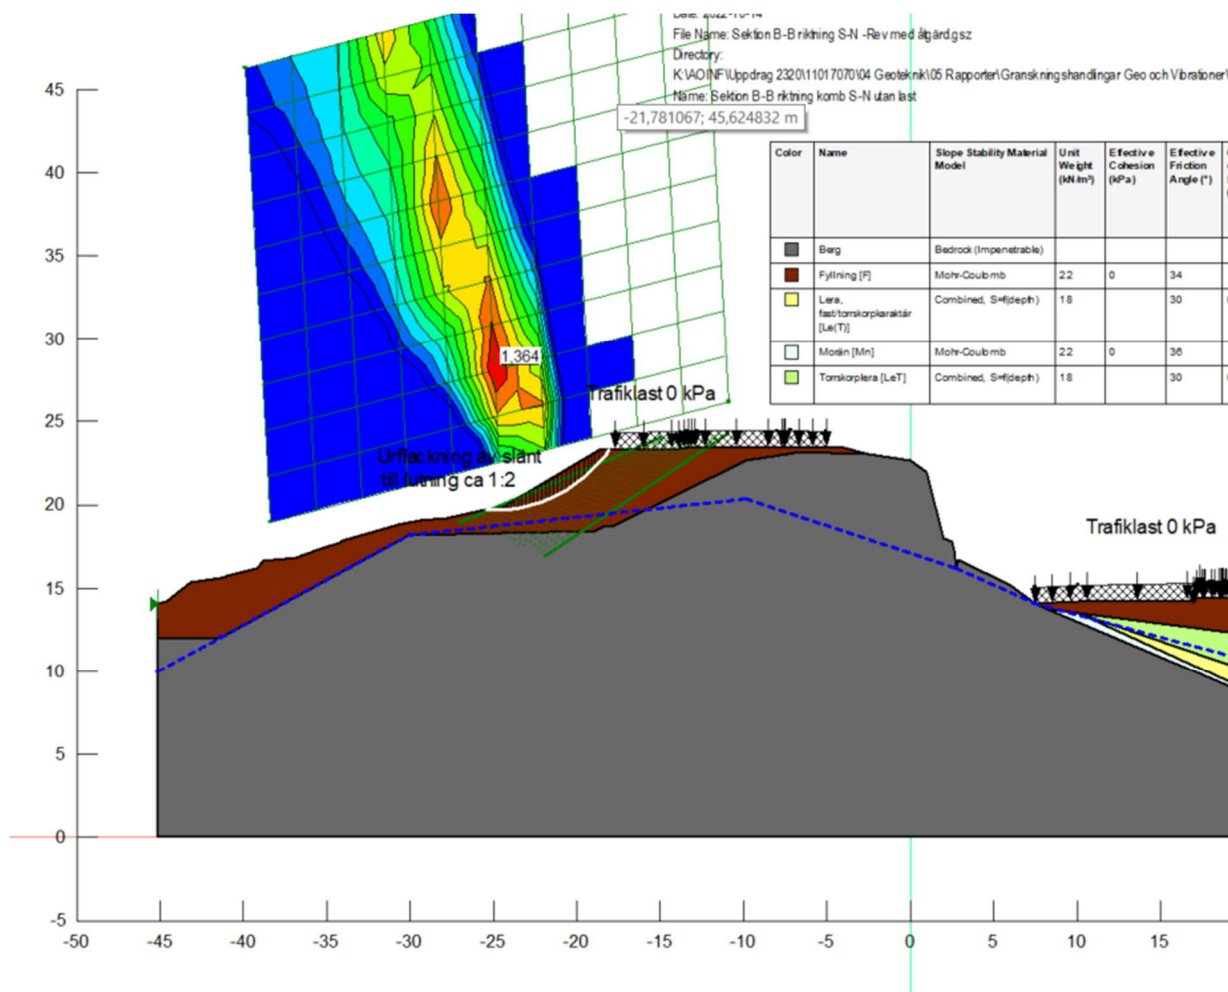 Date: 2022-10-14
File Name: Sektion B-B riktning S-N -Rev med åtgärd.gsz
Directory:
K:\AOINF\Uppdrag 2320\11017070\04 Geoteknik\05 Rapporter\Granskningshandlingar Geo och Vibrationer\
Name: Sektion B-B riktning komb S-N utan last
-21,781067; 45,624832 m
Color Name Slope Stability Material Model Unit Weight (kN/m³) Effective Cohesion (kPa) Effective Friction Angle (°)
Berg Bedrock (Impenetrable)
Fyllning [F] Mohr-Coulomb 22 0 34
Lera, fast/torrskorpkaraktär [Le(T)] Combined, S=f(depth) 18 30
Morän [Mn] Mohr-Coulomb 22 0 36
Torrskorplera [LeT] Combined, S=f(depth) 18 30
1,364
Trafiklast 0 kPa
Urflackning av slänt
till lutning ca 1:2
Trafiklast 0 kPa
45
40
35
30
25
20
15
10
5
0
-5
-50 -45 -40 -35 -30 -25 -20 -15 -10 -5 0 5 10 15